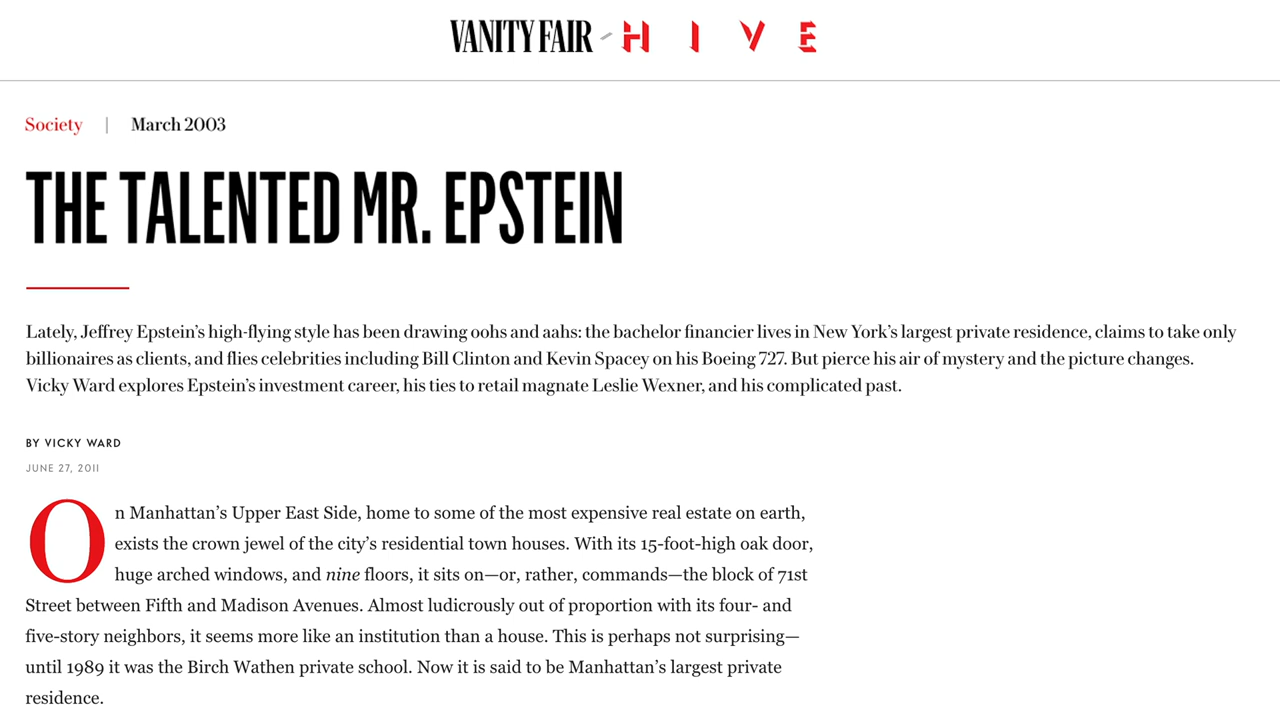 VANITY FAIR HIVE
Society | March 2003
THE TALENTED MR. EPSTEIN
Lately, Jeffrey Epstein’s high-flying style has been drawing oohs and aahs: the bachelor financier lives in New York’s largest private residence, claims to take only
billionaires as clients, and flies celebrities including Bill Clinton and Kevin Spacey on his Boeing 727. But pierce his air of mystery and the picture changes.
Vicky Ward explores Epstein’s investment career, his ties to retail magnate Leslie Wexner, and his complicated past.
BY VICKY WARD
JUNE 27, 2011
On Manhattan’s Upper East Side, home to some of the most expensive real estate on earth,
exists the crown jewel of the city’s residential town houses. With its 15-foot-high oak door,
huge arched windows, and nine floors, it sits on—or, rather, commands—the block of 71st
Street between Fifth and Madison Avenues. Almost ludicrously out of proportion with its four- and
five-story neighbors, it seems more like an institution than a house. This is perhaps not surprising—
until 1989 it was the Birch Wathen private school. Now it is said to be Manhattan’s largest private
residence.